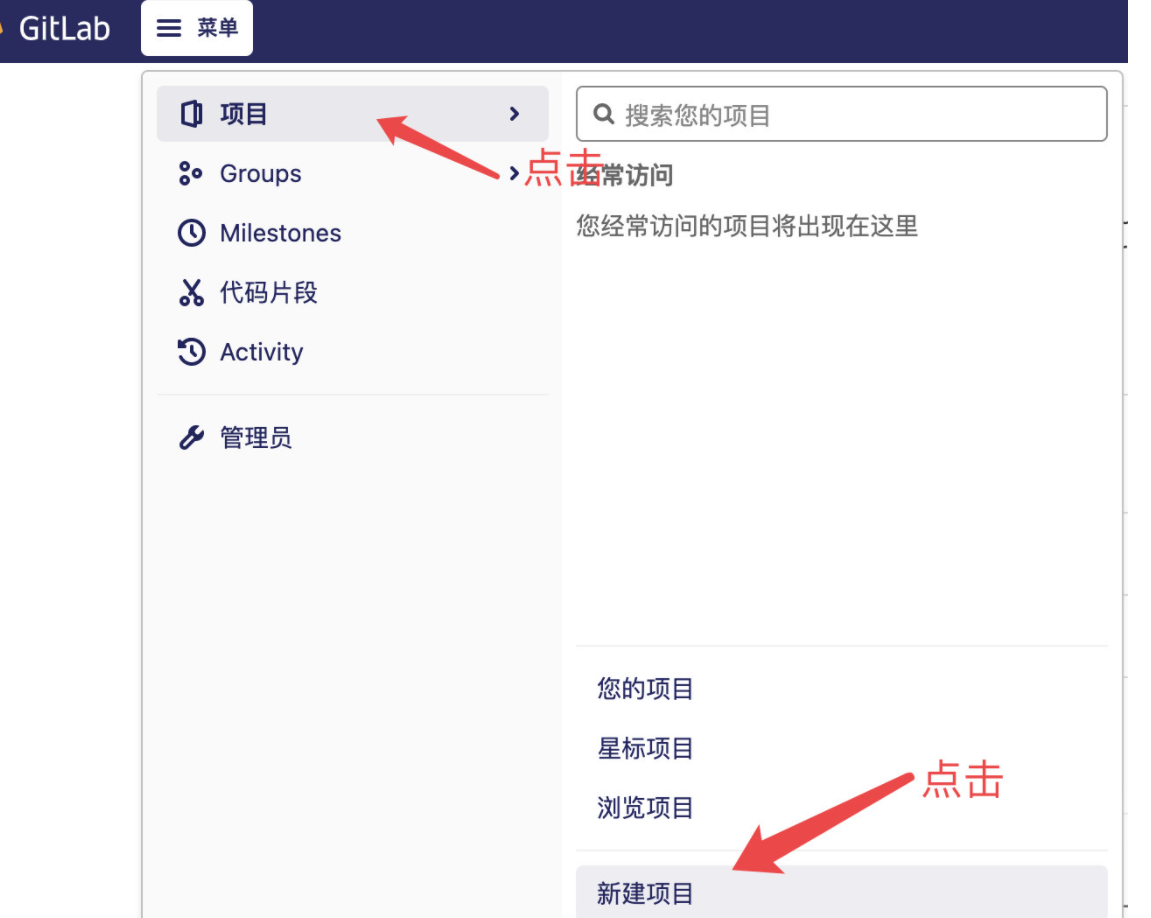 GitLab 菜单
项目
Groups
Milestones
代码片段
Activity
管理员
搜索您的项目
点击
经常访问
您经常访问的项目将出现在这里
您的项目
星标项目
浏览项目
点击
新建项目